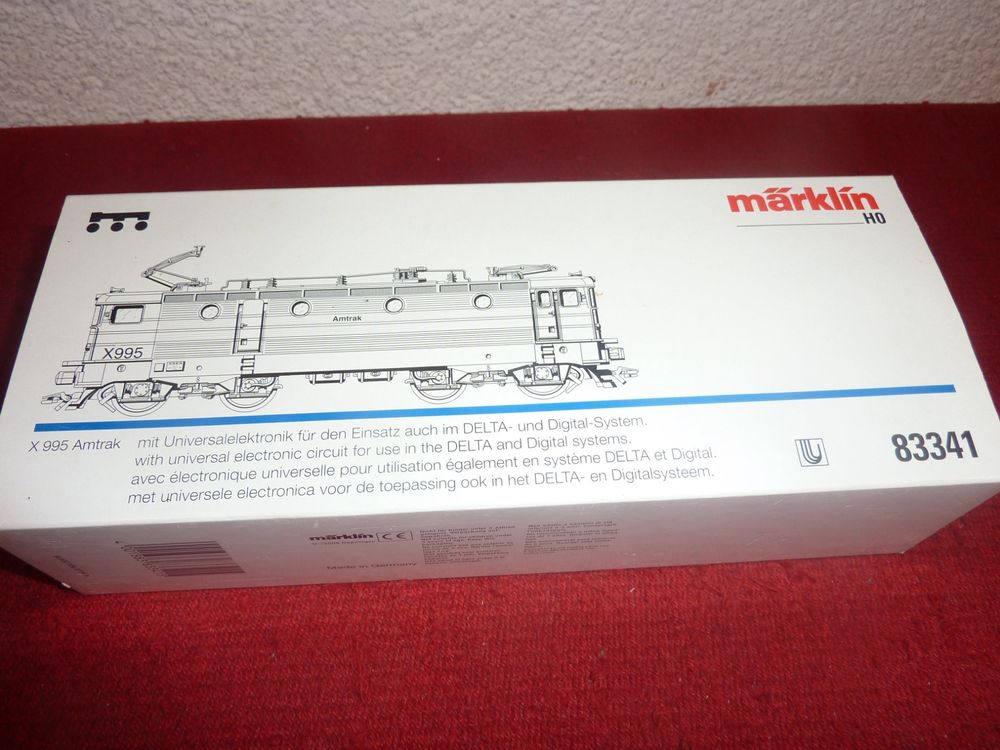 märklin
H0
Amtrak
X995
X 995 Amtrak
mit Universalelektronik für den Einsatz auch im DELTA- und Digital-System.
with universal electronic circuit for use in the DELTA and Digital systems.
avec électronique universelle pour utilisation également en système DELTA et Digital.
met universele electronica voor de toepassing ook in het DELTA- en Digitalsysteem.
U
83341
märklin
CE
Made in Germany